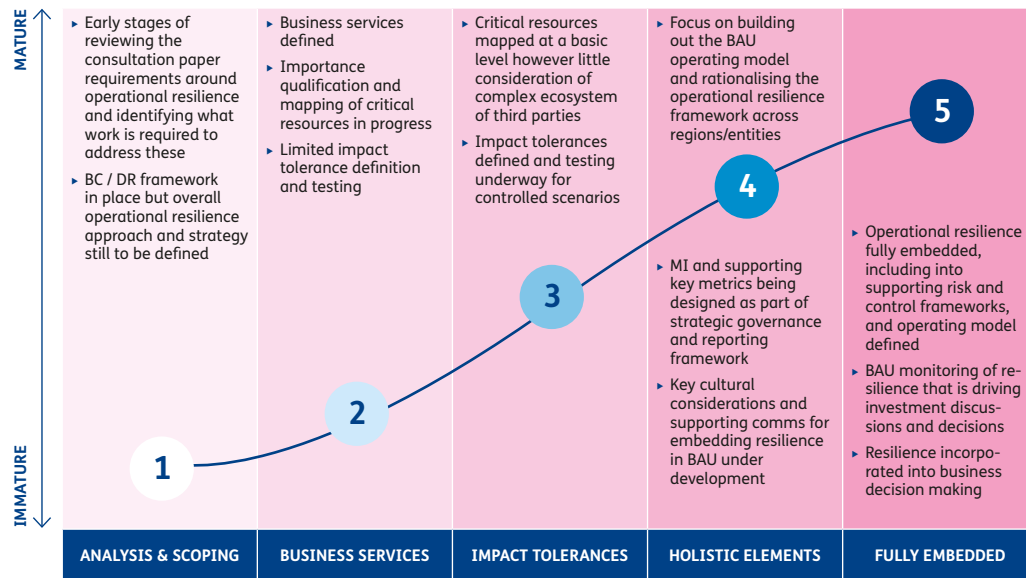 MATURE
IMMATURE
Early stages of
reviewing the
consultation paper
requirements around
operational resilience
and identifying what
work is required to
address these
BC / DR framework
in place but overall
operational resilience
approach and strategy
still to be defined
1
ANALYSIS & SCOPING
Business services
defined
Importance
qualification and
mapping of critical
resources in progress
Limited impact
tolerance definition
and testing
2
BUSINESS SERVICES
Critical resources
mapped at a basic
level however little
consideration of
complex ecosystem
of third parties
Impact tolerances
defined and testing
underway for
controlled scenarios
3
IMPACT TOLERANCES
Focus on building
out the BAU
operating model
and rationalising the
operational resilience
framework across
regions/entities
4
MI and supporting
key metrics being
designed as part of
strategic governance
and reporting
framework
Key cultural
considerations and
supporting comms for
embedding resilience
in BAU under
development
HOLISTIC ELEMENTS
5
Operational resilience
fully embedded,
including into
supporting risk and
control frameworks,
and operating model
defined
BAU monitoring of re-
silience that is driving
investment discus-
sions and decisions
Resilience incorpo-
rated into business
decision making
FULLY EMBEDDED